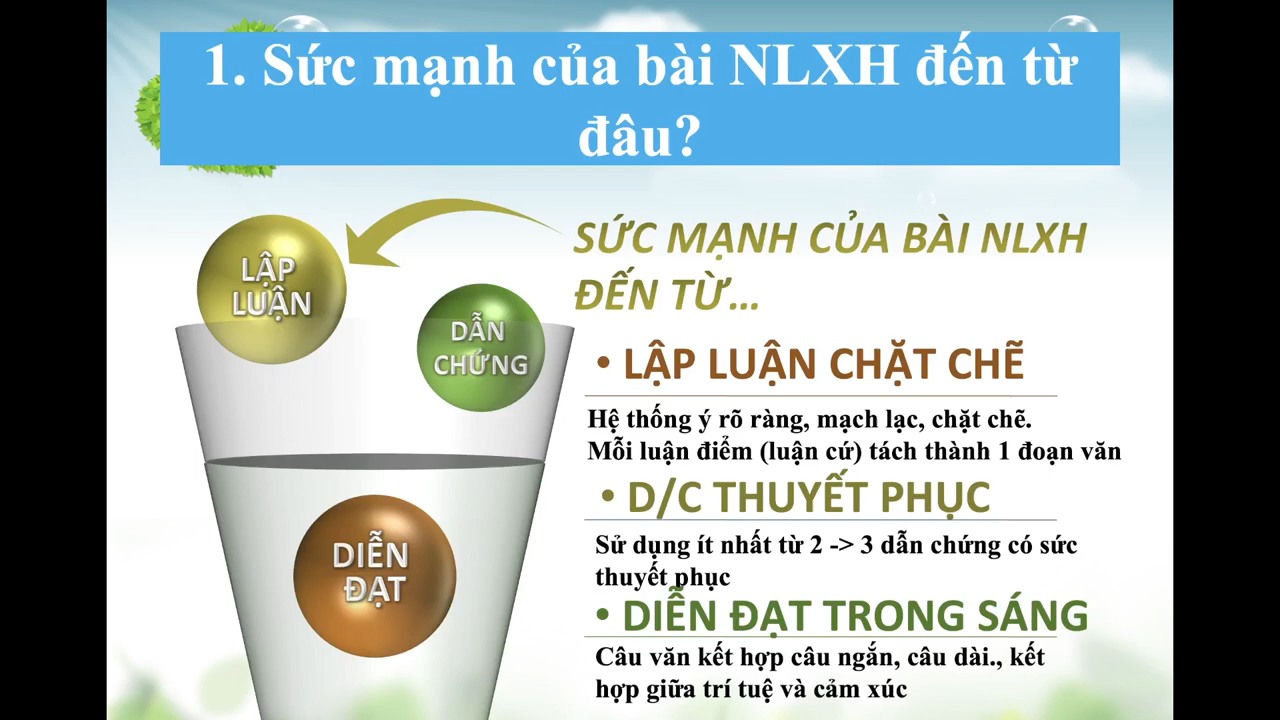 1. Sức mạnh của bài NLXH đến từ
đâu?
LẬP
LUẬN
DẪN
CHỨNG
DIỄN
ĐẠT
SỨC MẠNH CỦA BÀI NLXH
ĐẾN TỪ...
• LẬP LUẬN CHẶT CHẼ
Hệ thống ý rõ ràng, mạch lạc, chặt chẽ.
Mỗi luận điểm (luận cứ) tách thành 1 đoạn văn
• D/C THUYẾT PHỤC
Sử dụng ít nhất từ 2 -> 3 dẫn chứng có sức
thuyết phục
• DIỄN ĐẠT TRONG SÁNG
Câu văn kết hợp câu ngắn, câu dài., kết
hợp giữa trí tuệ và cảm xúc